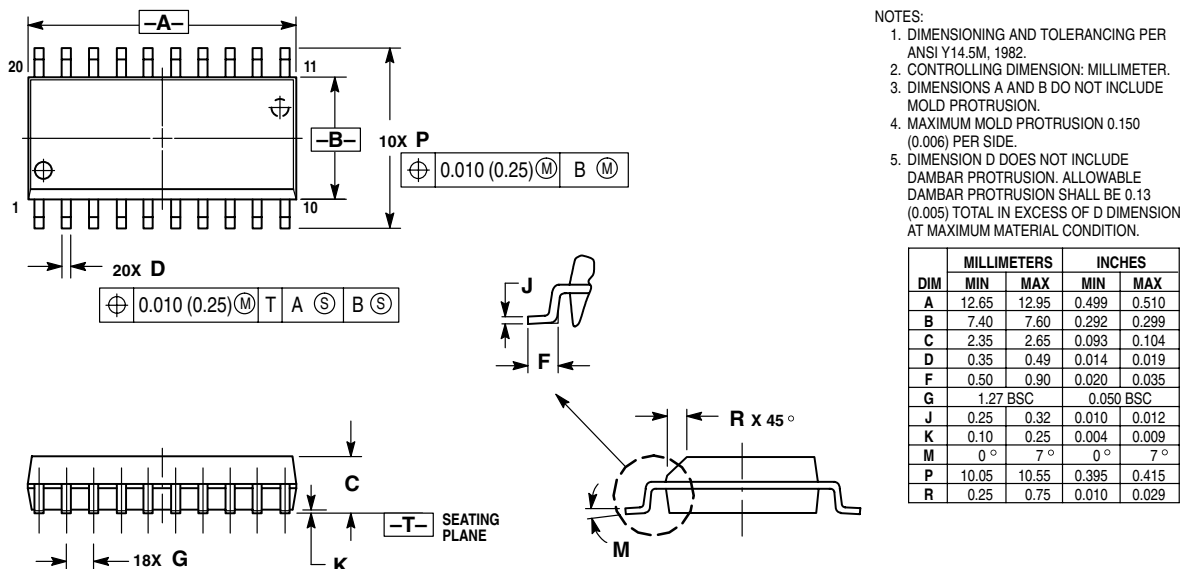 –A–
20
11
–B–
10X P
⌖ 0.010 (0.25) Ⓜ B Ⓜ
1
10
20X D
⌖ 0.010 (0.25) Ⓜ T A Ⓢ B Ⓢ
J
F
R X 45°
C
–T– SEATING
PLANE
M
18X G
K
NOTES:
1. DIMENSIONING AND TOLERANCING PER
ANSI Y14.5M, 1982.
2. CONTROLLING DIMENSION: MILLIMETER.
3. DIMENSIONS A AND B DO NOT INCLUDE
MOLD PROTRUSION.
4. MAXIMUM MOLD PROTRUSION 0.150
(0.006) PER SIDE.
5. DIMENSION D DOES NOT INCLUDE
DAMBAR PROTRUSION. ALLOWABLE
DAMBAR PROTRUSION SHALL BE 0.13
(0.005) TOTAL IN EXCESS OF D DIMENSION
AT MAXIMUM MATERIAL CONDITION.
MILLIMETERS INCHES
DIM MIN MAX MIN MAX
A 12.65 12.95 0.499 0.510
B 7.40 7.60 0.292 0.299
C 2.35 2.65 0.093 0.104
D 0.35 0.49 0.014 0.019
F 0.50 0.90 0.020 0.035
G 1.27 BSC 0.050 BSC
J 0.25 0.32 0.010 0.012
K 0.10 0.25 0.004 0.009
M 0° 7° 0° 7°
P 10.05 10.55 0.395 0.415
R 0.25 0.75 0.010 0.029